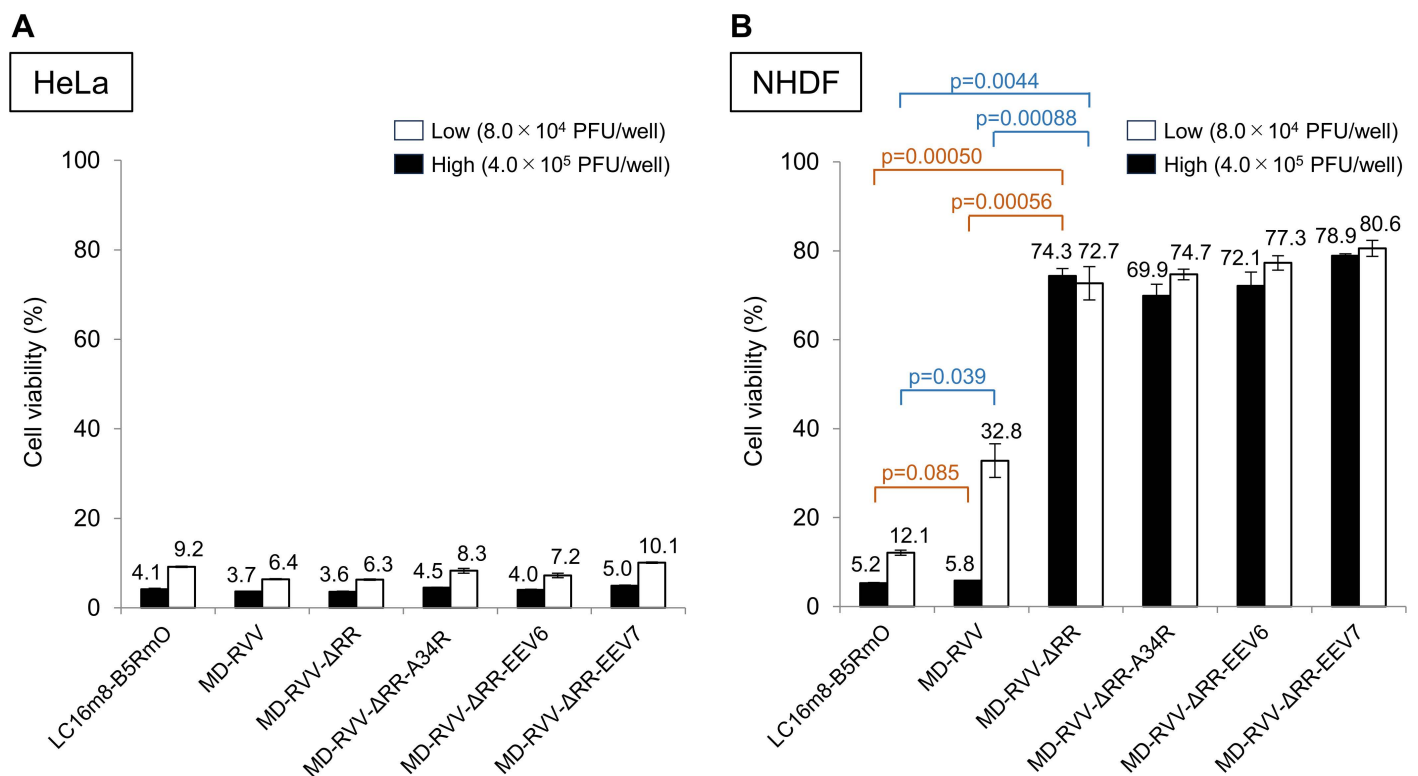 A
HeLa
Low (8.0 × 10⁴ PFU/well)
High (4.0 × 10⁵ PFU/well)
Cell viability (%)
100
80
60
40
20
0
4.1 9.2
3.7 6.4
3.6 6.3
4.5 8.3
4.0 7.2
5.0 10.1
LC16m8-B5RmO
MD-RVV
MD-RVV-ΔRR
MD-RVV-ΔRR-A34R
MD-RVV-ΔRR-EEV6
MD-RVV-ΔRR-EEV7
B
NHDF
p=0.0044
p=0.00088
p=0.00050
p=0.00056
p=0.039
p=0.085
Low (8.0 × 10⁴ PFU/well)
High (4.0 × 10⁵ PFU/well)
Cell viability (%)
100
80
60
40
20
0
5.2 12.1
5.8 32.8
74.3 72.7
69.9 74.7
72.1 77.3
78.9 80.6
LC16m8-B5RmO
MD-RVV
MD-RVV-ΔRR
MD-RVV-ΔRR-A34R
MD-RVV-ΔRR-EEV6
MD-RVV-ΔRR-EEV7